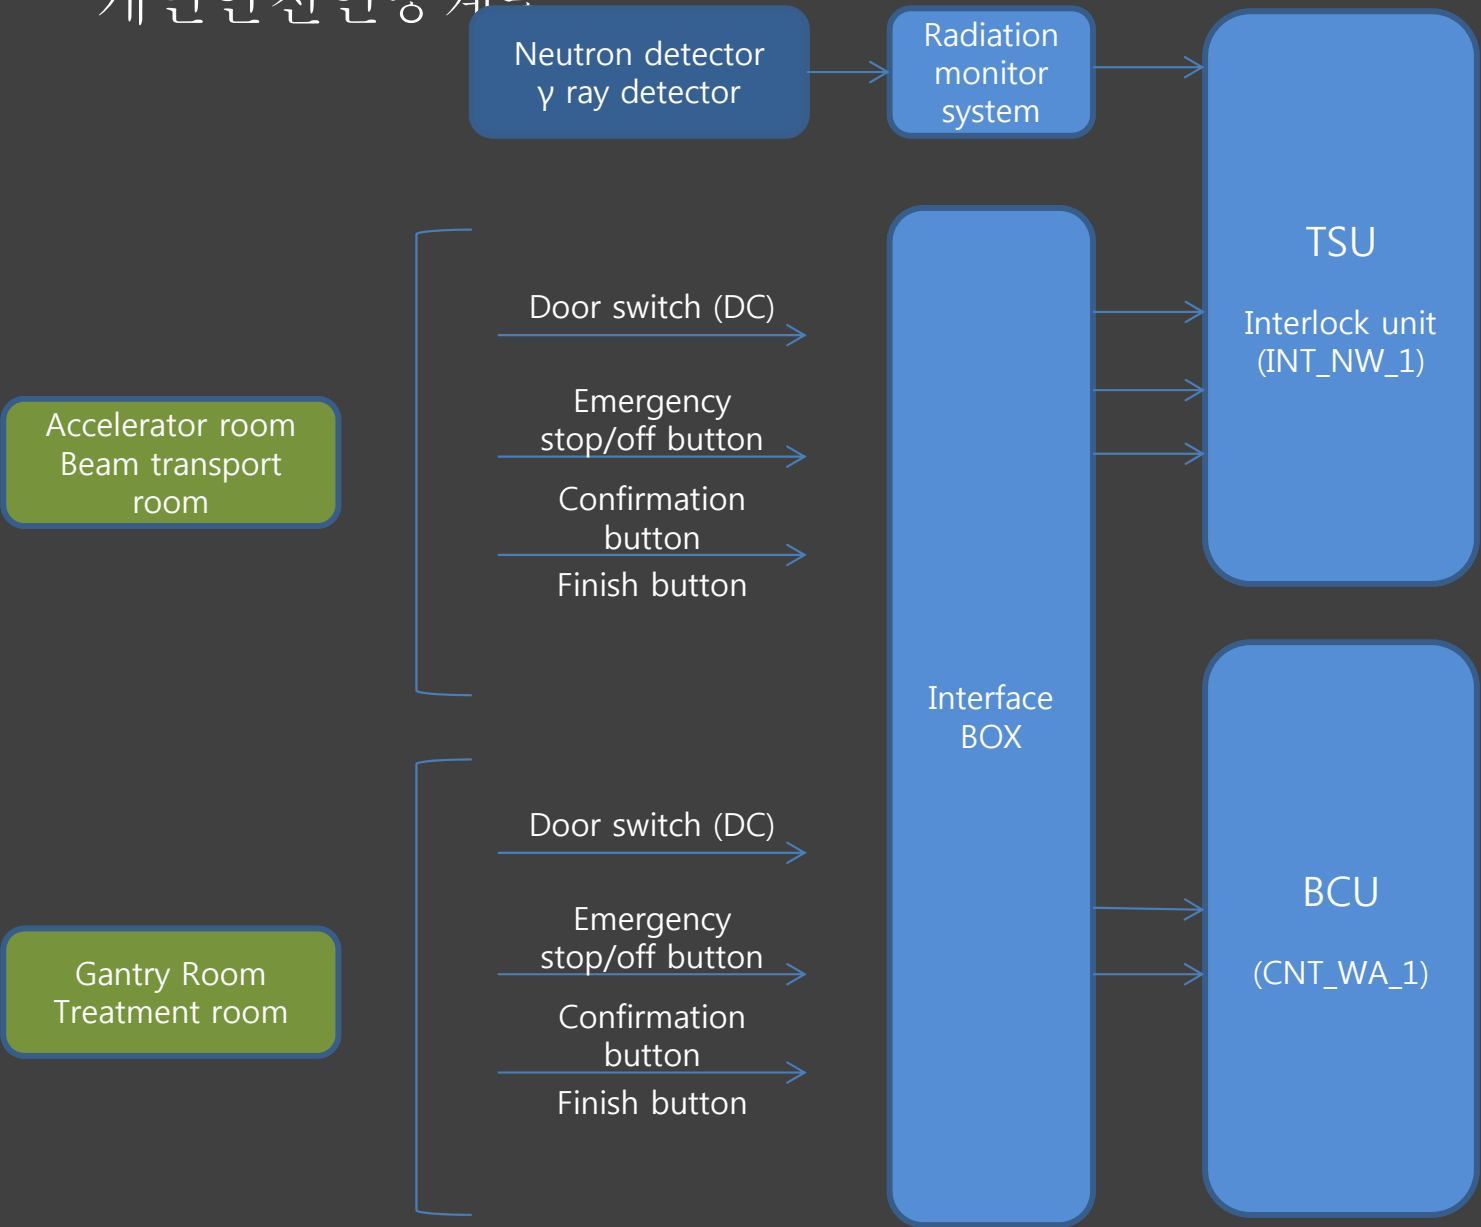 Neutron detector
γ ray detector
Radiation
monitor
system
TSU
Interlock unit
(INT_NW_1)
Door switch (DC)
Emergency
stop/off button
Confirmation
button
Finish button
Accelerator room
Beam transport
room
Interface
BOX
Door switch (DC)
Emergency
stop/off button
Confirmation
button
Finish button
Gantry Room
Treatment room
BCU
(CNT_WA_1)